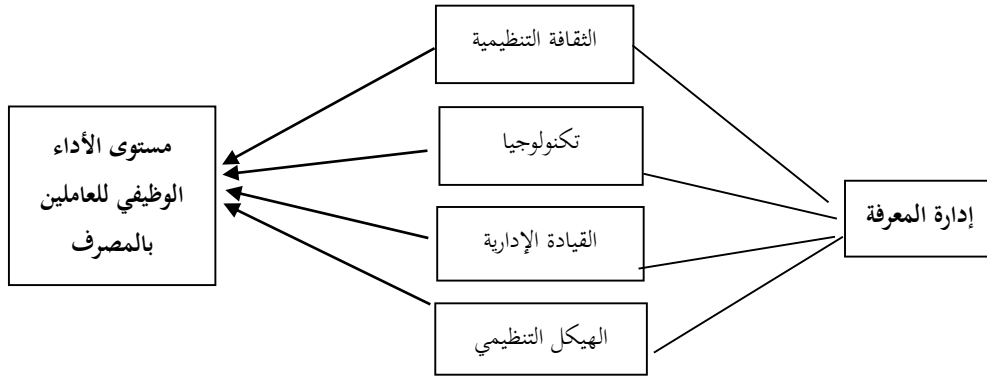 إدارة المعرفة
الثقافة التنظيمية
تكنولوجيا
القيادة الإدارية
الهيكل التنظيمي
مستوى الأداء
الوظيفي للعاملين
بالمصرف